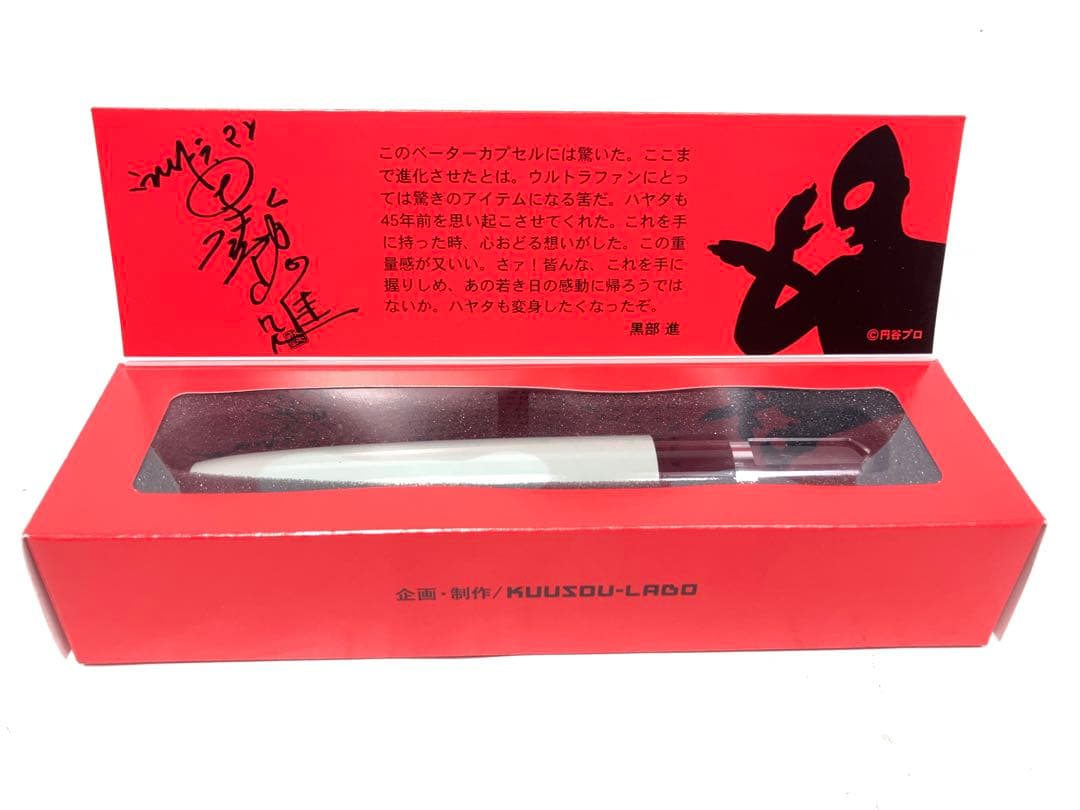 このベーターカプセルには驚いた。ここま
で進化させたとは。ウルトラファンにとっ
ては驚きのアイテムになる筈だ。ハヤタも
45年前を思い起こさせてくれた。これを手
に持った時、心おどる想いがした。この重
量感が又いい。さァ！皆んな、これを手に
握りしめ、あの若き日の感動に帰ろうでは
ないか。ハヤタも変身したくなったぞ。
黒部 進
©円谷プロ
企画・制作/KUUSOU-LABO